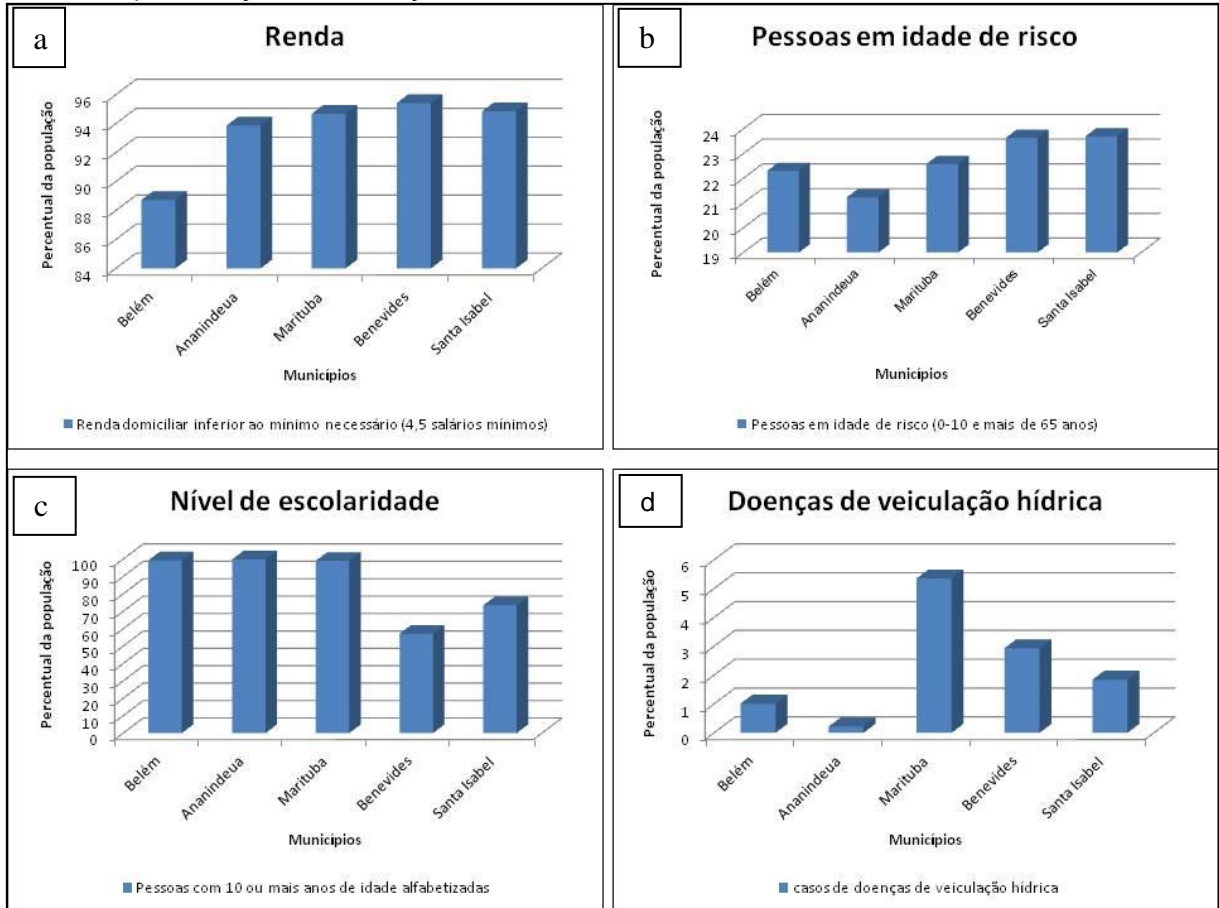 a
Renda
Percentual da população
96
94
92
90
88
86
84
Belém
Ananindeua
Marituba
Benevides
Santa Isabel
Municípios
Renda domiciliar inferior ao mínimo necessário (4,5 salários mínimos)
b
Pessoas em idade de risco
Percentual da população
24
23
22
21
20
19
Belém
Ananindeua
Marituba
Benevides
Santa Isabel
Municípios
Pessoas em idade de risco (0-10 e mais de 65 anos)
c
Nível de escolaridade
Percentual da população
100
90
80
70
60
50
40
30
20
10
0
Belém
Ananindeua
Marituba
Benevides
Santa Isabel
Municípios
Pessoas com 10 ou mais anos de idade alfabetizadas
d
Doenças de veiculação hídrica
Percentual da população
6
5
4
3
2
1
0
Belém
Ananindeua
Marituba
Benevides
Santa Isabel
Municípios
casos de doenças de veiculação hídrica